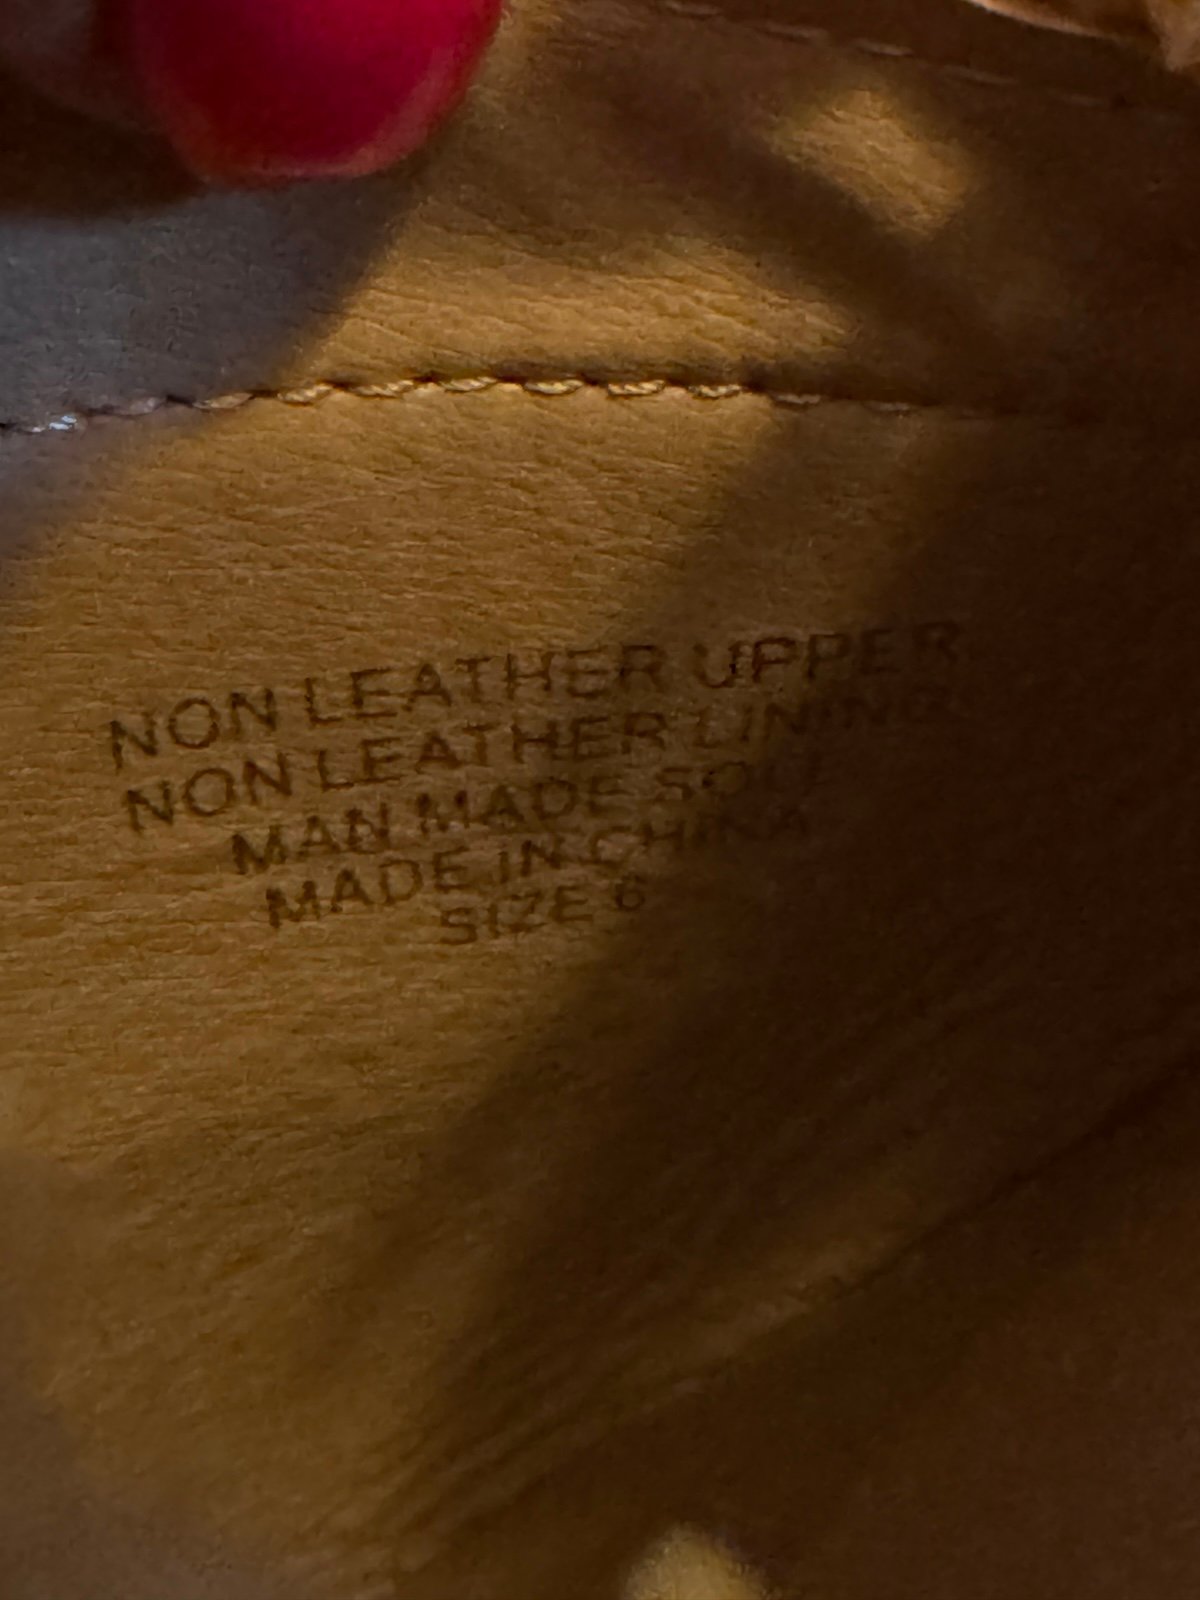 NON LEATHER UPPER
NON LEATHER LINING
MAN MADE SOLE
MADE IN CHINA
SIZE 6